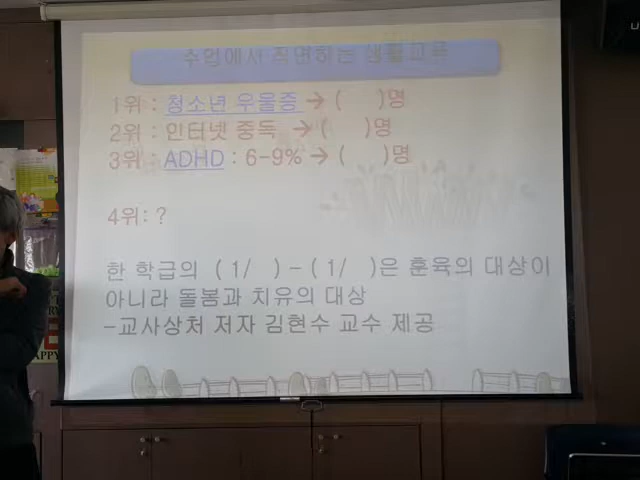 수업에서 직면하는 생활교육
1위 : 청소년 우울증 → (    )명
2위 : 인터넷 중독 → (    )명
3위 : ADHD : 6-9% → (    )명
4위: ?
한 학급의 ( 1/  ) – ( 1/  )은 훈육의 대상이
아니라 돌봄과 치유의 대상
-교사상처 저자 김현수 교수 제공